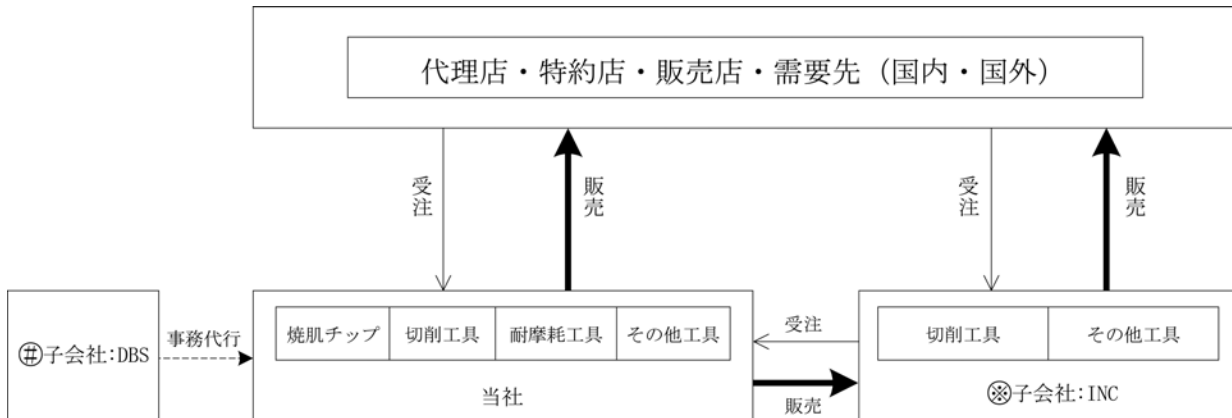 代理店・特約店・販売店・需要先（国内・国外）
受注
販売
受注
販売
㊉子会社:DBS
事務代行
焼肌チップ
切削工具
耐摩耗工具
その他工具
当社
受注
販売
切削工具
その他工具
※子会社:INC